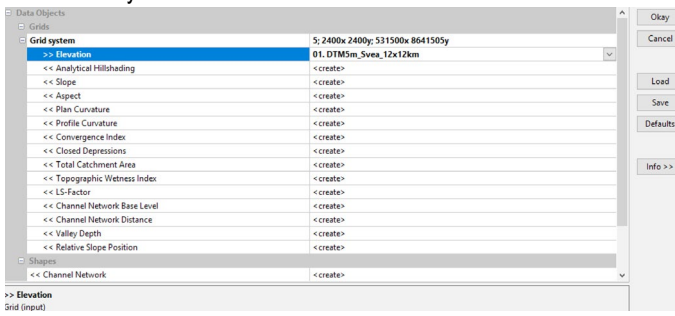 Data Objects
Grids
Grid system 5; 2400x 2400y; 531500x 8641505y
>> Elevation 01. DTM5m_Svea_12x12km
<< Analytical Hillshading <create>
<< Slope <create>
<< Aspect <create>
<< Plan Curvature <create>
<< Profile Curvature <create>
<< Convergence Index <create>
<< Closed Depressions <create>
<< Total Catchment Area <create>
<< Topographic Wetness Index <create>
<< LS-Factor <create>
<< Channel Network Base Level <create>
<< Channel Network Distance <create>
<< Valley Depth <create>
<< Relative Slope Position <create>
Shapes
<< Channel Network <create>
>> Elevation
Grid (input)
Okay
Cancel
Load
Save
Defaults
Info >>